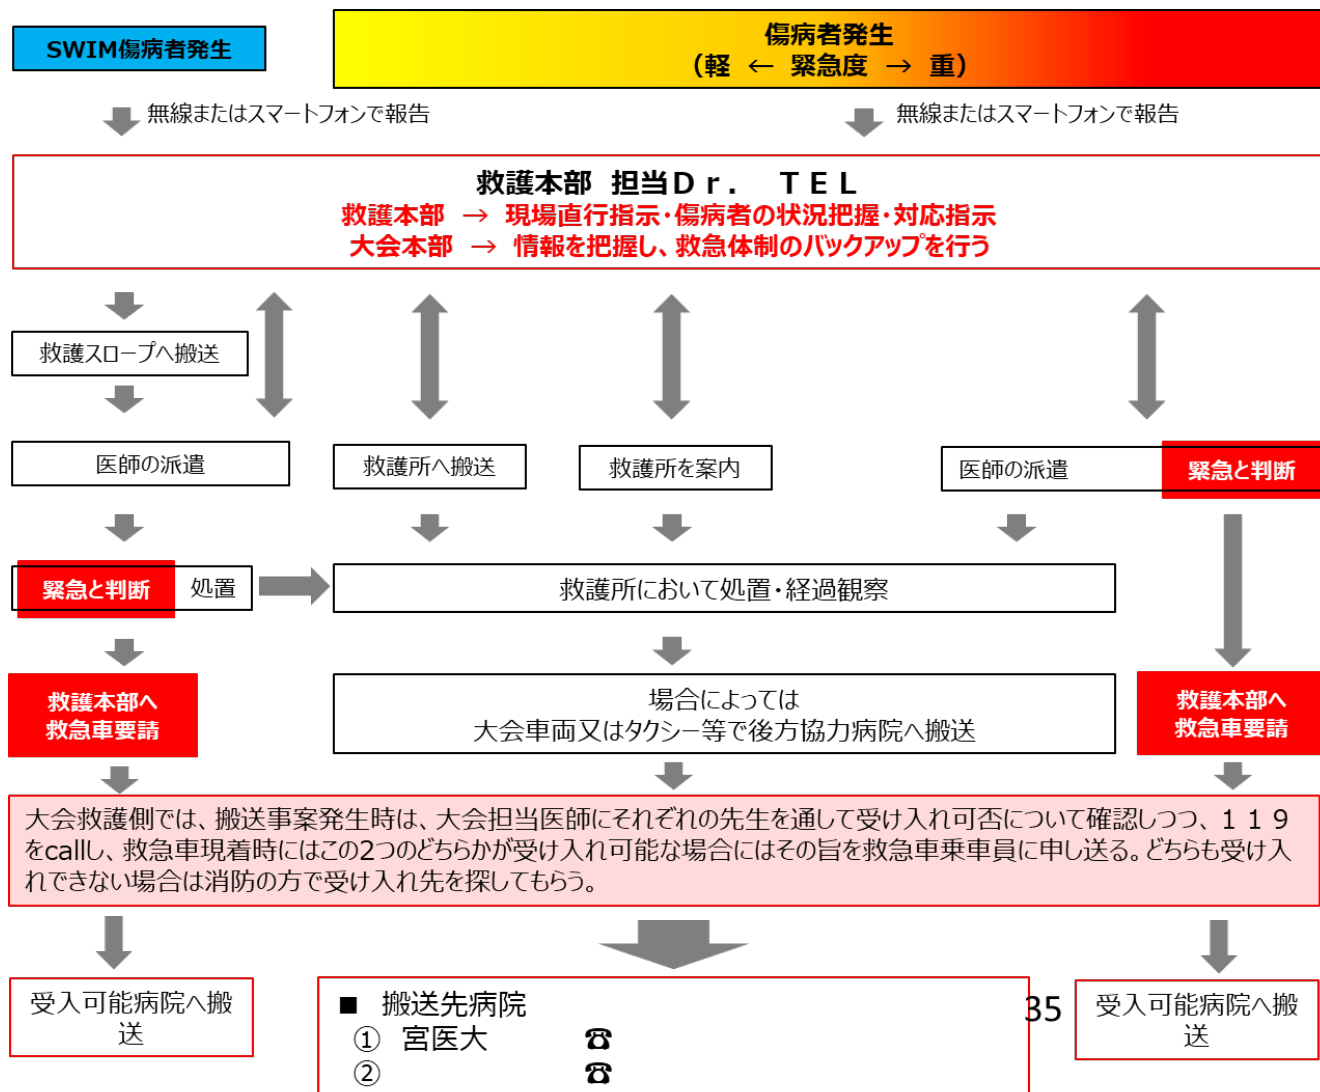 SWIM傷病者発生
傷病者発生
（軽 ← 緊急度 → 重）
無線またはスマートフォンで報告
無線またはスマートフォンで報告
救護本部 担当Ｄｒ． ＴＥＬ
救護本部 → 現場直行指示・傷病者の状況把握・対応指示
大会本部 → 情報を把握し、救急体制のバックアップを行う
救護スロープへ搬送
医師の派遣
救護所へ搬送
救護所を案内
医師の派遣
緊急と判断
緊急と判断
処置
救護所において処置・経過観察
救護本部へ
救急車要請
場合によっては
大会車両又はタクシー等で後方協力病院へ搬送
救護本部へ
救急車要請
大会救護側では、搬送事案発生時は、大会担当医師にそれぞれの先生を通して受け入れ可否について確認しつつ、１１９
をcallし、救急車現着時にはこの2つのどちらかが受け入れ可能な場合にはその旨を救急車乗車員に申し送る。どちらも受け入
れできない場合は消防の方で受け入れ先を探してもらう。
受入可能病院へ搬
送
■ 搬送先病院
① 宮医大 ☎
② ☎
35
受入可能病院へ搬
送